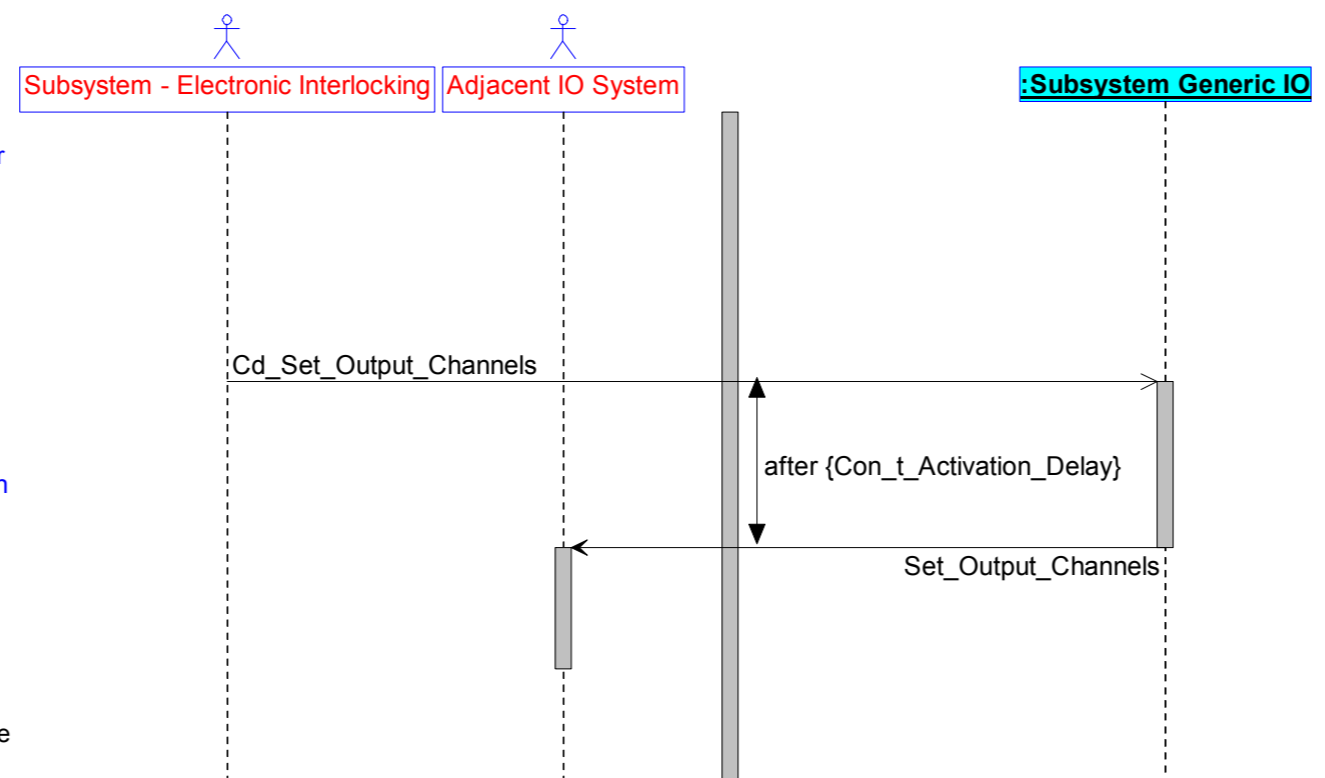 Subsystem - Electronic Interlocking
Adjacent IO System
:Subsystem Generic IO
r
Cd_Set_Output_Channels
after {Con_t_Activation_Delay}
n
Set_Output_Channels
e